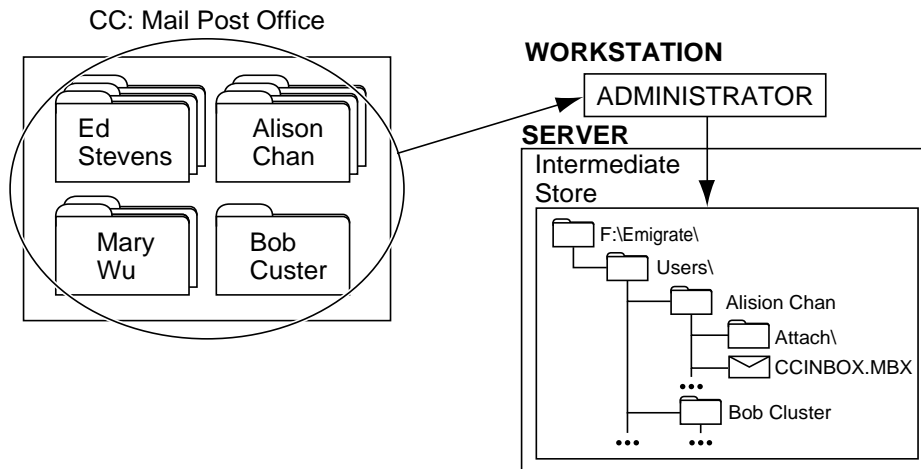 CC: Mail Post Office
Ed
Stevens
Alison
Chan
Mary
Wu
Bob
Custer
WORKSTATION
ADMINISTRATOR
SERVER
Intermediate
Store
F:\Emigrate\
Users\
Alision Chan
Attach\
CCINBOX.MBX
•••
Bob Cluster
•••
•••